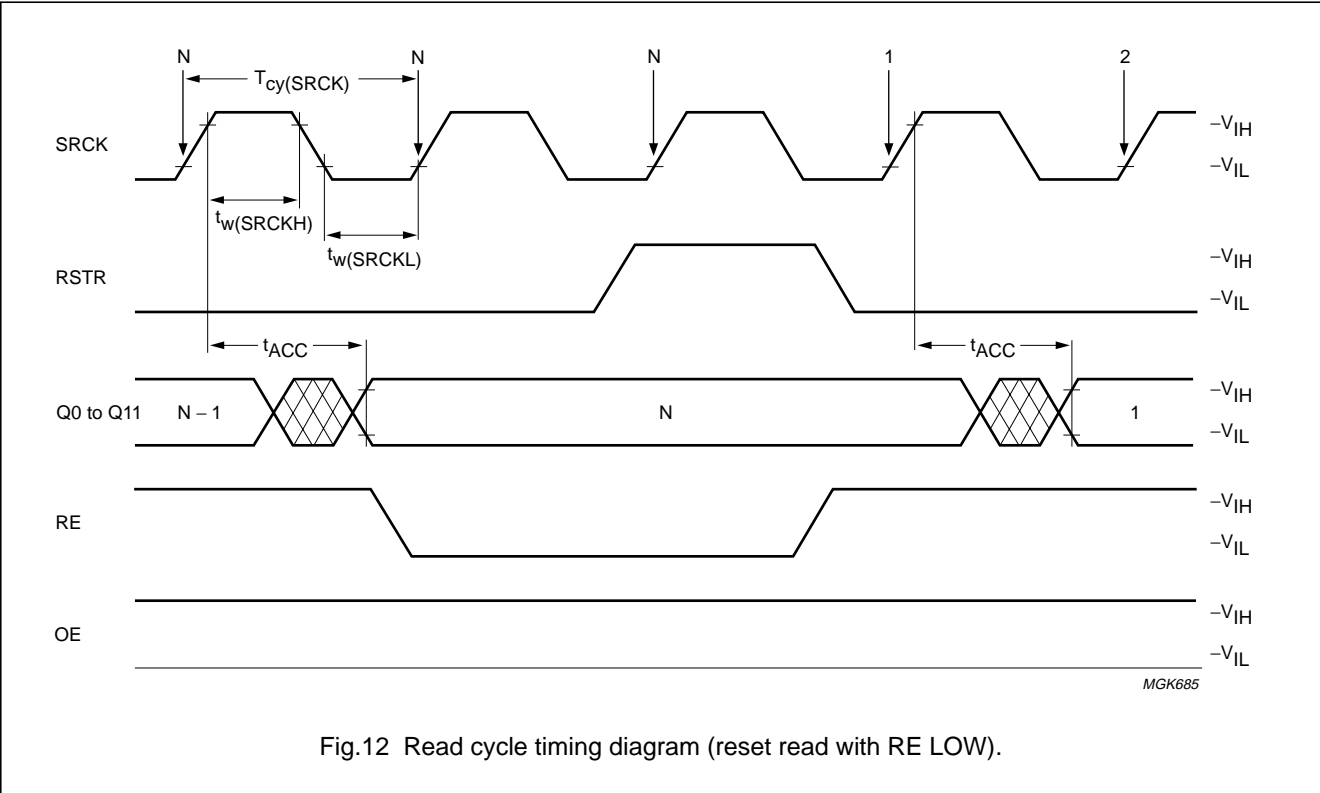 N N N 1 2
Tcy(SRCK)
SRCK
–VIH
–VIL
tw(SRCKH)
tw(SRCKL)
RSTR
–VIH
–VIL
tACC tACC
Q0 to Q11 N – 1 N 1
–VIH
–VIL
RE
–VIH
–VIL
OE
–VIH
–VIL
MGK685
Fig.12 Read cycle timing diagram (reset read with RE LOW).